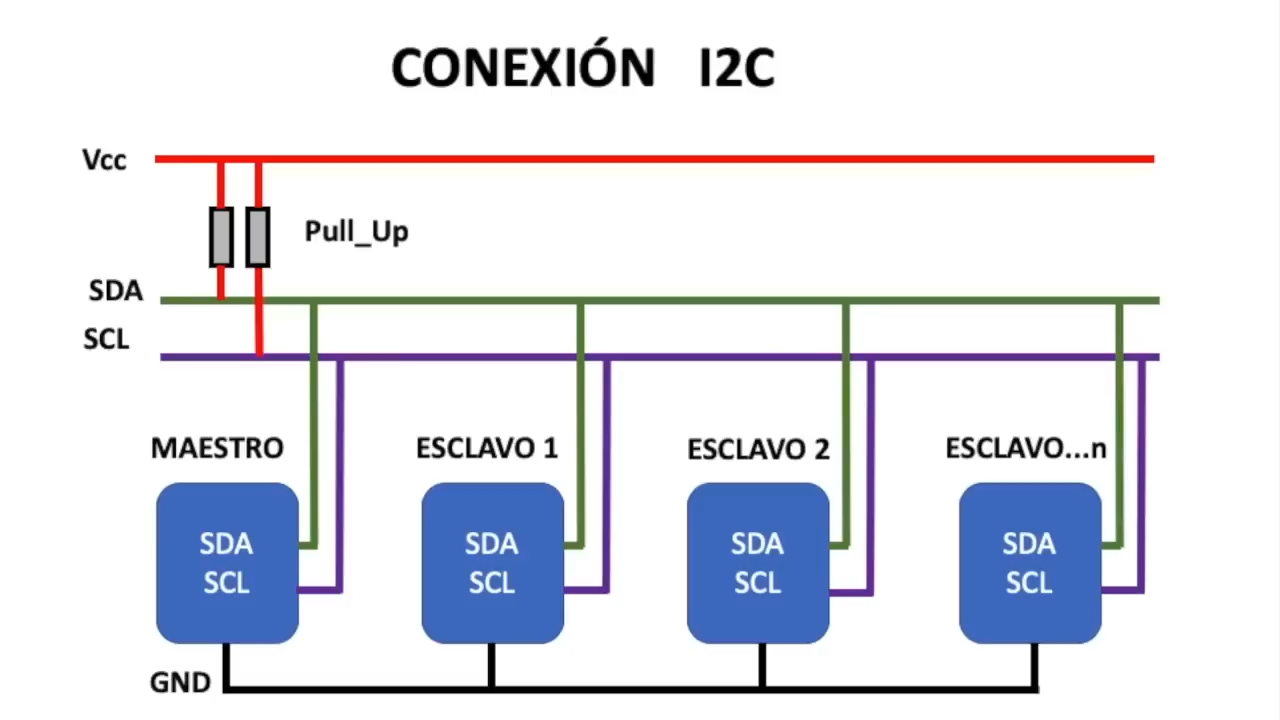 CONEXIÓN I2C
Vcc
Pull_Up
SDA
SCL
MAESTRO
ESCLAVO 1
ESCLAVO 2
ESCLAVO...n
SDA
SCL
SDA
SCL
SDA
SCL
SDA
SCL
GND